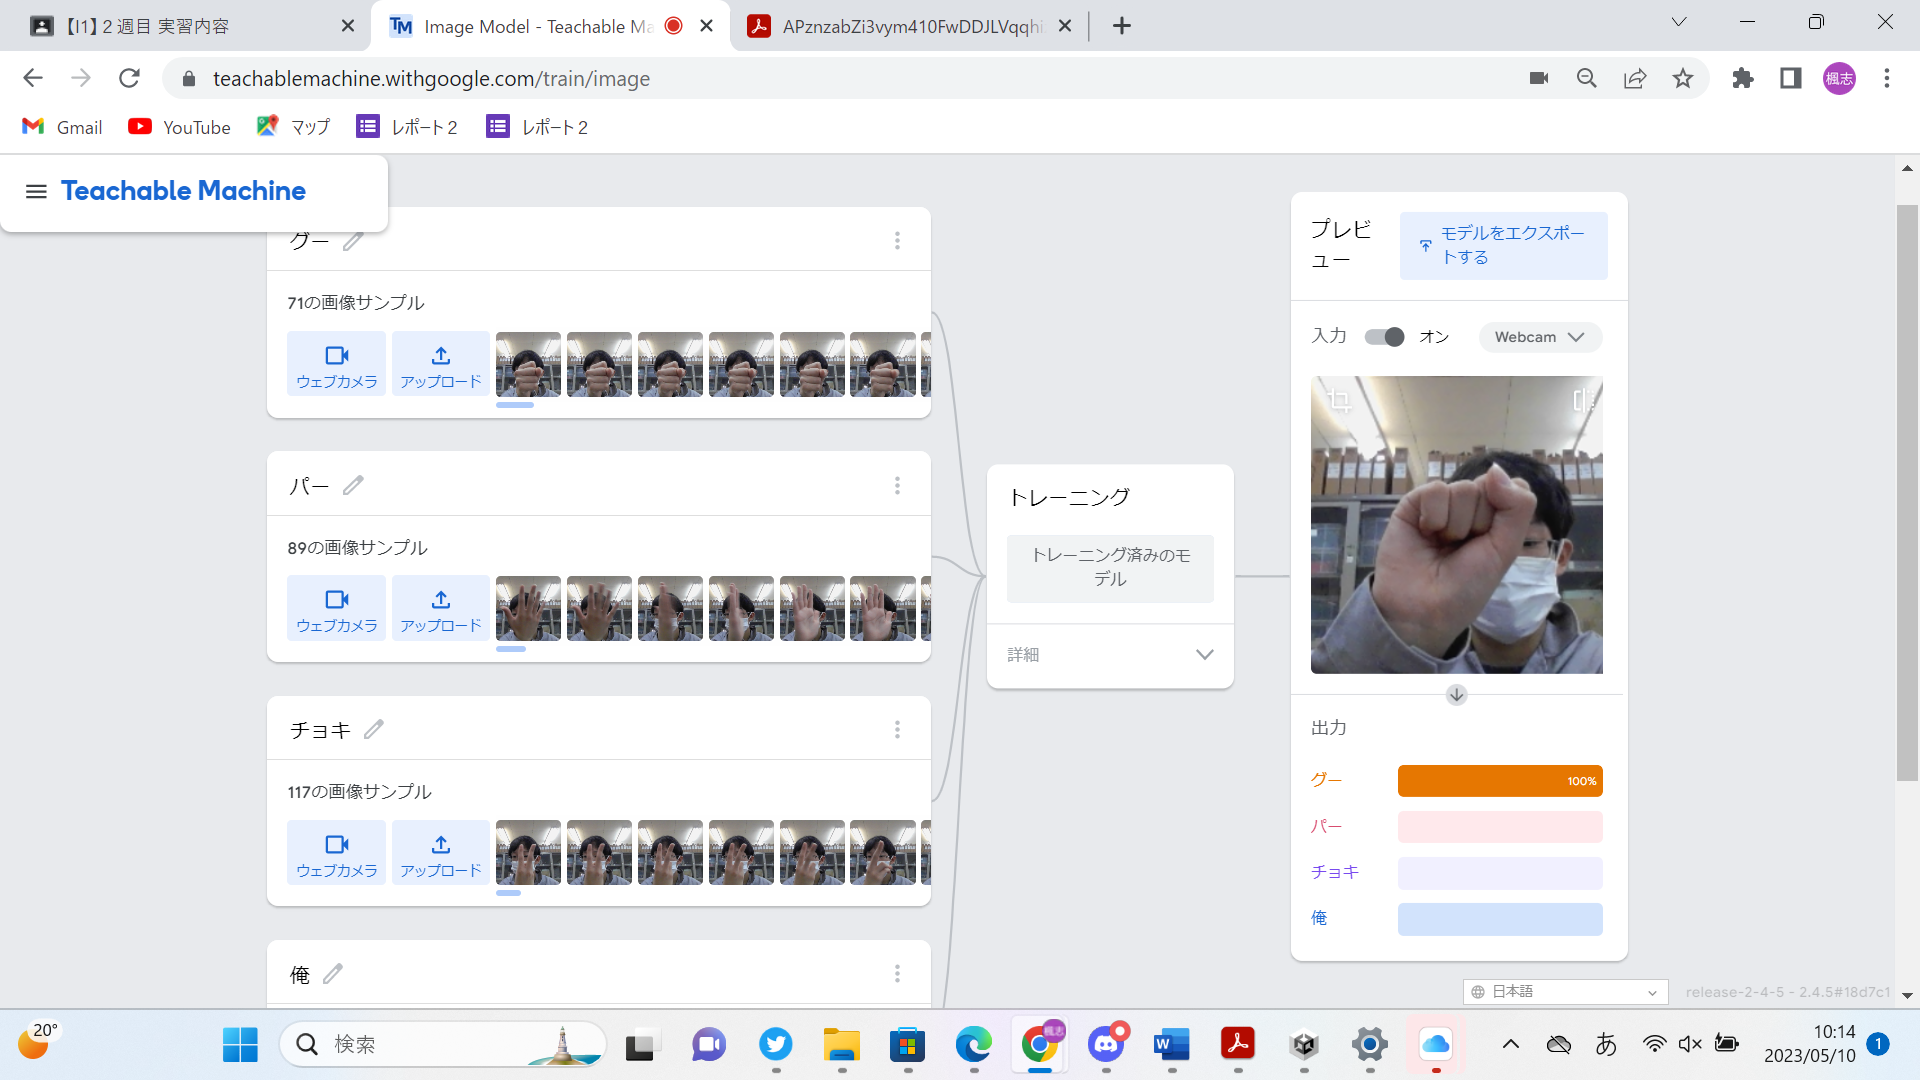 【I1】２週目 実習内容
TM Image Model - Teachable Ma
APznzabZi3vym410FwDDJLVqqhi
teachablemachine.withgoogle.com/train/image
楓志
Gmail YouTube マップ レポート２ レポート２
Teachable Machine
グー
71の画像サンプル
ウェブカメラ アップロード
パー
89の画像サンプル
ウェブカメラ アップロード
チョキ
117の画像サンプル
ウェブカメラ アップロード
俺
トレーニング
トレーニング済みのモ
デル
詳細
プレビ
ュー
モデルをエクスポー
トする
入力 オン Webcam
出力
グー 100%
パー
チョキ
俺
日本語
release-2-4-5 - 2.4.5#18d7c1
20°
検索
楓志
W
あ
10:14
2023/05/10
1